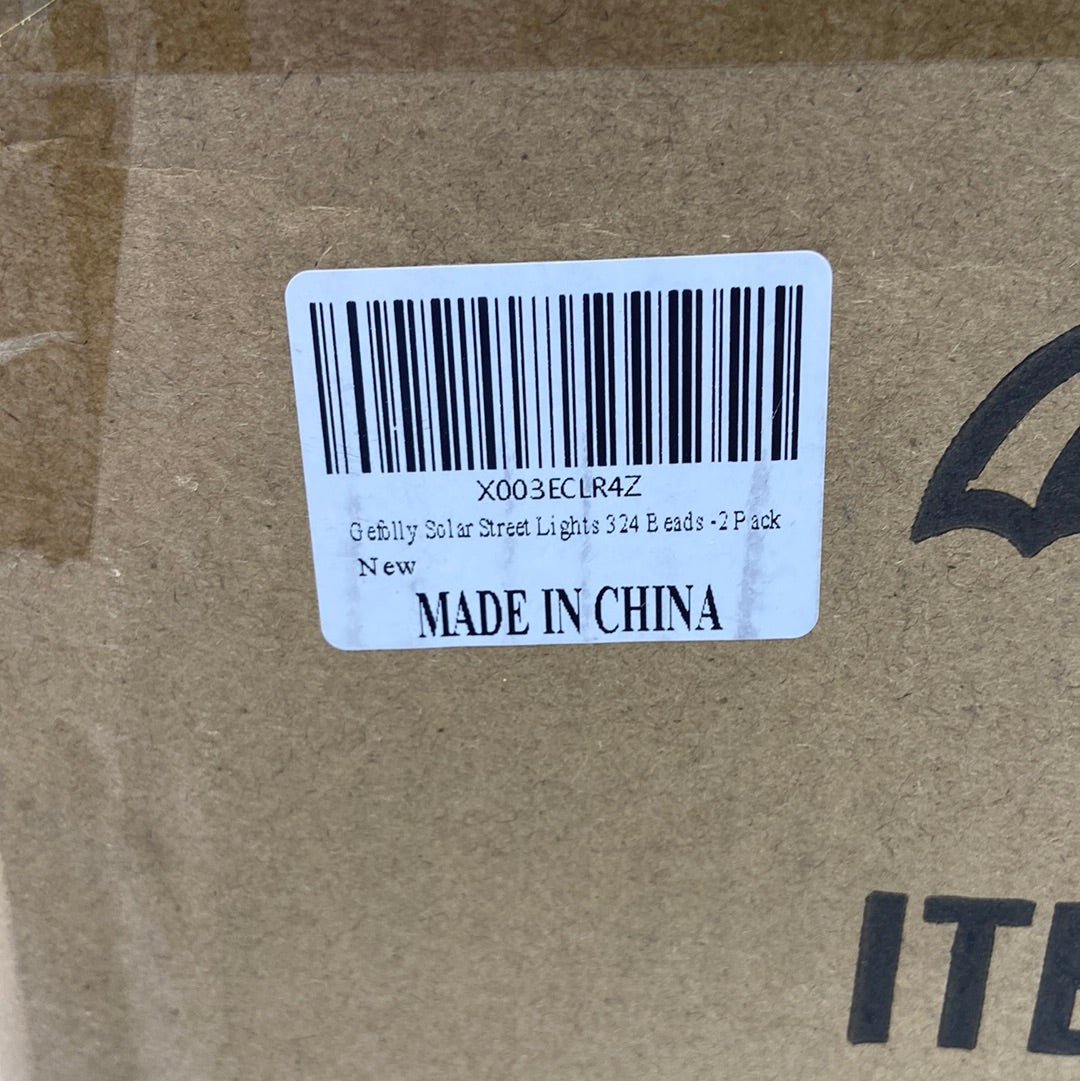 X003ECLR4Z
Gefolly Solar Street Lights 324 Beads -2 Pack
New
MADE IN CHINA
ITE